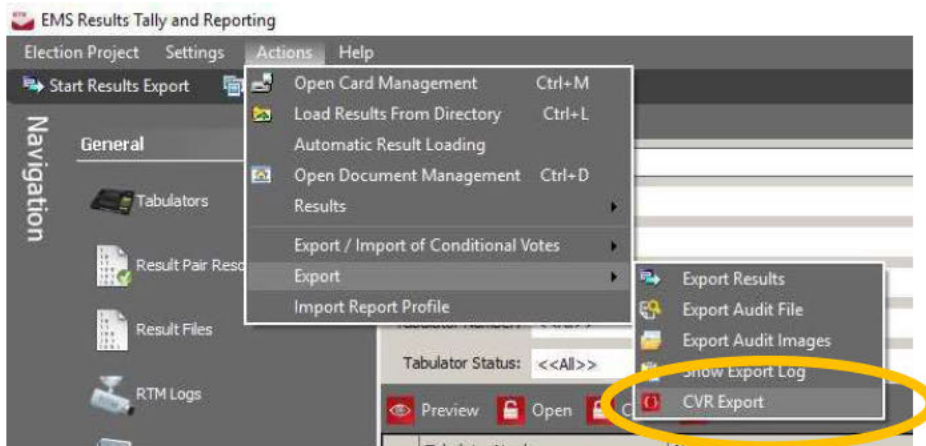 EMS Results Tally and Reporting
Election Project Settings Actions Help
Start Results Export
Navigation
General
Tabulators
Result Pair Reso
Result Files
RTM Logs
Open Card Management Ctrl+M
Load Results From Directory Ctrl+L
Automatic Result Loading
Open Document Management Ctrl+D
Results
Export / Import of Conditional Votes
Export
Import Report Profile
Export Results
Export Audit File
Export Audit Images
Show Export Log
CVR Export
Tabulator Status: <<All>>
Preview Open C